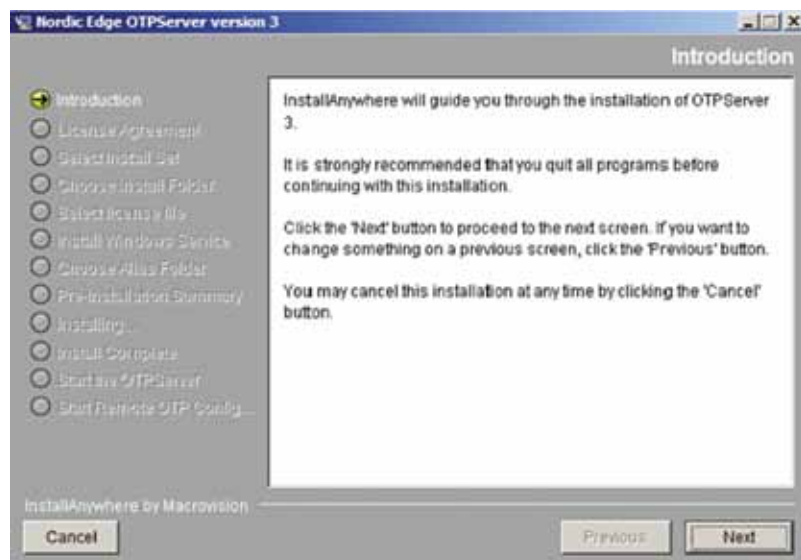 Nordic Edge OTPServer version 3
Introduction
Introduction
License Agreement
Select Install Set
Choose Install Folder
Select license file
Install Windows Service
Choose Alias Folder
Pre-Installation Summary
Installing...
Install Complete
Start the OTPServer
Start Remote OTP Config...
InstallAnywhere will guide you through the installation of OTPServer
3.
It is strongly recommended that you quit all programs before
continuing with this installation.
Click the 'Next' button to proceed to the next screen. If you want to
change something on a previous screen, click the 'Previous' button.
You may cancel this installation at any time by clicking the 'Cancel'
button.
InstallAnywhere by Macrovision
Cancel
Previous
Next